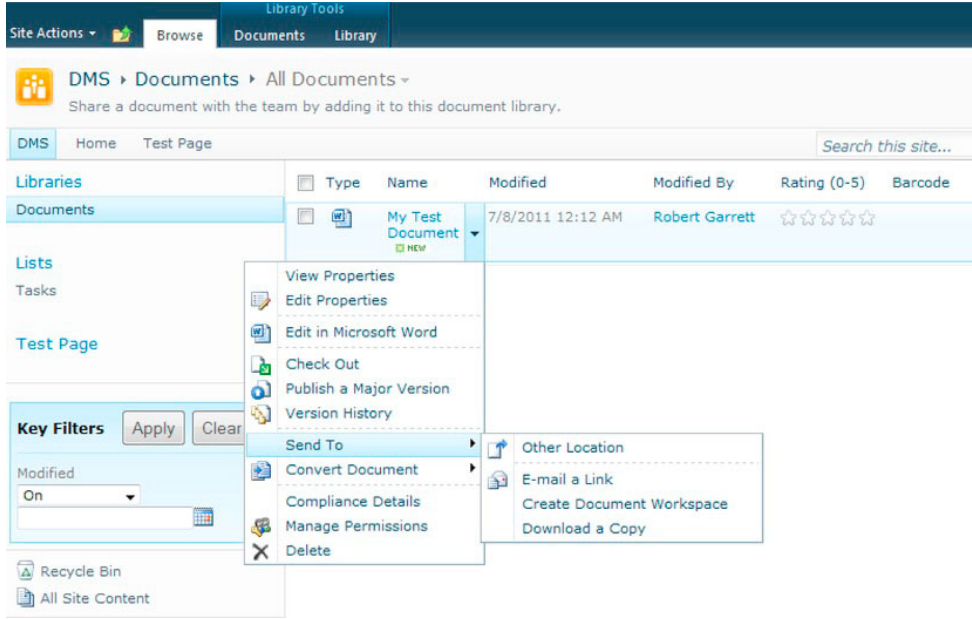 Library Tools
Site Actions Browse Documents Library
DMS Documents All Documents
Share a document with the team by adding it to this document library.
DMS Home Test Page Search this site...
Libraries
Documents
Lists
Tasks
Test Page
Key Filters Apply Clear
Modified
On
Recycle Bin
All Site Content
Type Name Modified Modified By Rating (0-5) Barcode
My Test 7/8/2011 12:12 AM Robert Garrett
Document
NEW
View Properties
Edit Properties
Edit in Microsoft Word
Check Out
Publish a Major Version
Version History
Send To
Convert Document
Compliance Details
Manage Permissions
Delete
Other Location
E-mail a Link
Create Document Workspace
Download a Copy